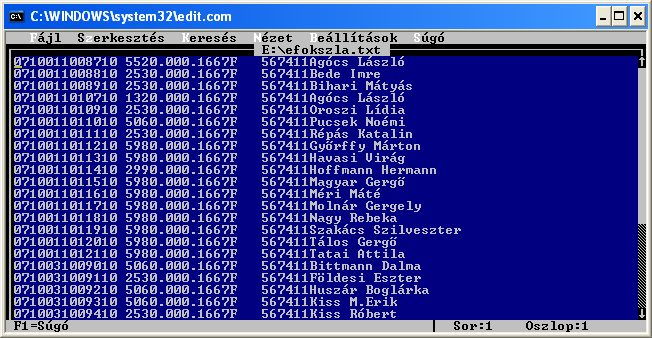 C:\WINDOWS\system32\edit.com
Fájl Szerkesztés Keresés Nézet Beállítások Súgó
E:\efokszla.txt
0710011008710 5520.000.1667F 567411Agócs László
0710011008810 2530.000.1667F 567411Bede Imre
0710011008910 2530.000.1667F 567411Bihari Mátyás
0710011010710 1320.000.1667F 567411Agócs László
0710011010910 2530.000.1667F 567411Oroszi Lídia
0710011011010 5060.000.1667F 567411Pucsek Noémi
0710011011110 2530.000.1667F 567411Répás Katalin
0710011011210 5980.000.1667F 567411Győrffy Márton
0710011011310 5980.000.1667F 567411Havasi Virág
0710011011410 2990.000.1667F 567411Hoffmann Hermann
0710011011510 5980.000.1667F 567411Magyar Gergő
0710011011610 5980.000.1667F 567411Méri Máté
0710011011710 5980.000.1667F 567411Molnár Gergely
0710011011810 5980.000.1667F 567411Nagy Rebeka
0710011011910 5980.000.1667F 567411Szakács Szilveszter
0710011012010 5980.000.1667F 567411Tálos Gergő
0710011012110 5980.000.1667F 567411Tatai Attila
0710031009010 5060.000.1667F 567411Bittmann Dalma
0710031009110 2530.000.1667F 567411Földesi Eszter
0710031009210 5060.000.1667F 567411Huszár Boglárka
0710031009310 5060.000.1667F 567411Kiss M.Erik
0710031009410 2530.000.1667F 567411Kiss Róbert
F1=Súgó Sor:1 Oszlop:1